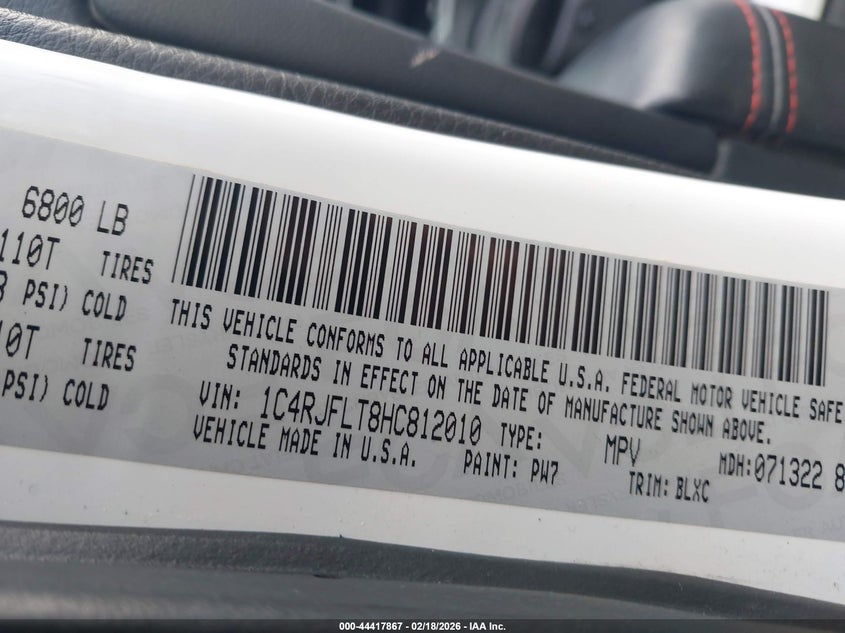 6800 LB
110T TIRES
PSI) COLD
0T TIRES
PSI) COLD
THIS VEHICLE CONFORMS TO ALL APPLICABLE U.S.A. FEDERAL MOTOR VEHICLE SAFE
STANDARDS IN EFFECT ON THE DATE OF MANUFACTURE SHOWN ABOVE.
VIN: 1C4RJFLT8HC812010 TYPE: MPV MDH:071322 8
VEHICLE MADE IN U.S.A. PAINT: PW7 TRIM: BLXC
000-44417867 - 02/18/2026 - IAA Inc.